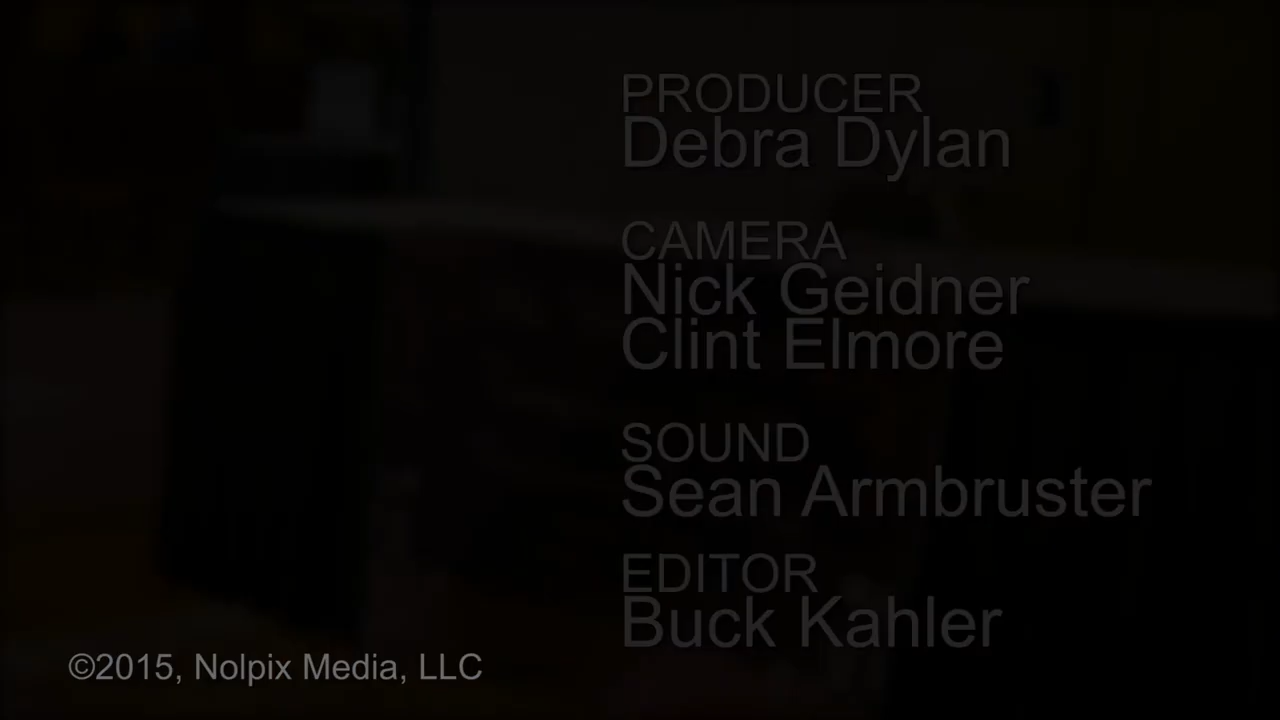 PRODUCER
Debra Dylan
CAMERA
Nick Geidner
Clint Elmore
SOUND
Sean Armbruster
EDITOR
Buck Kahler
©2015, Nolpix Media, LLC